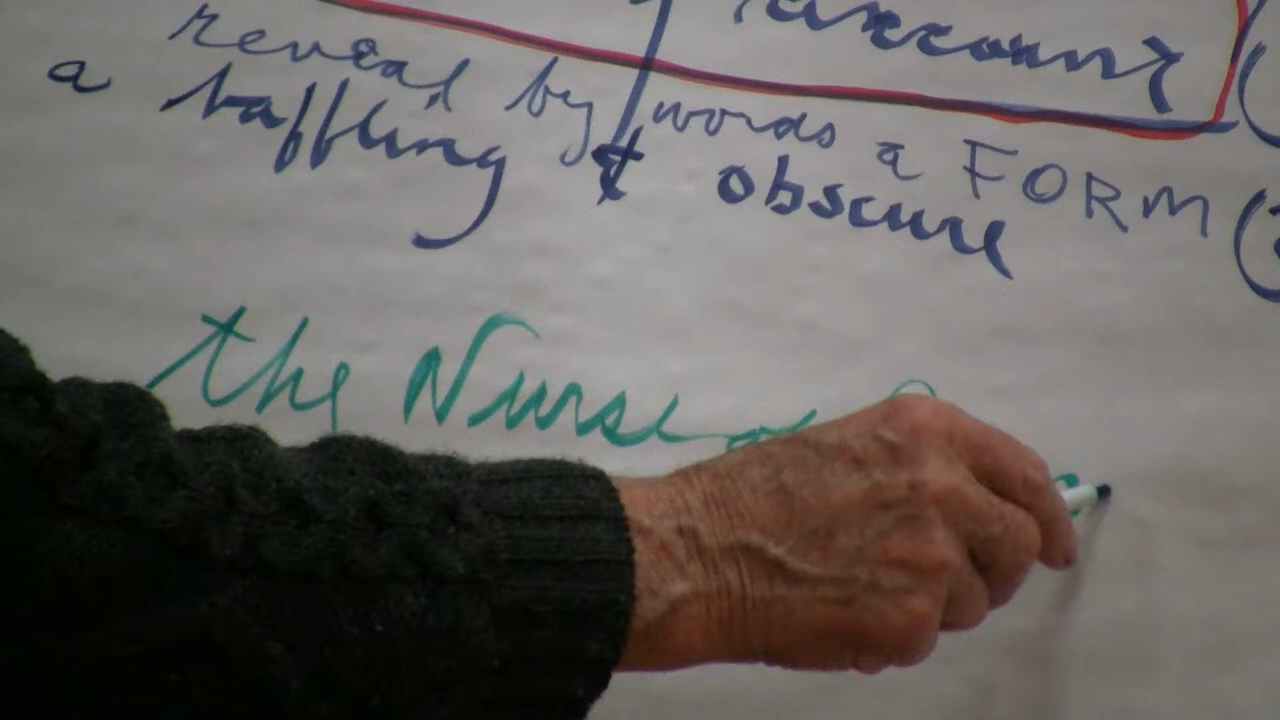 account
reveal by words a FORM
a baffling & obscure
the Nurse